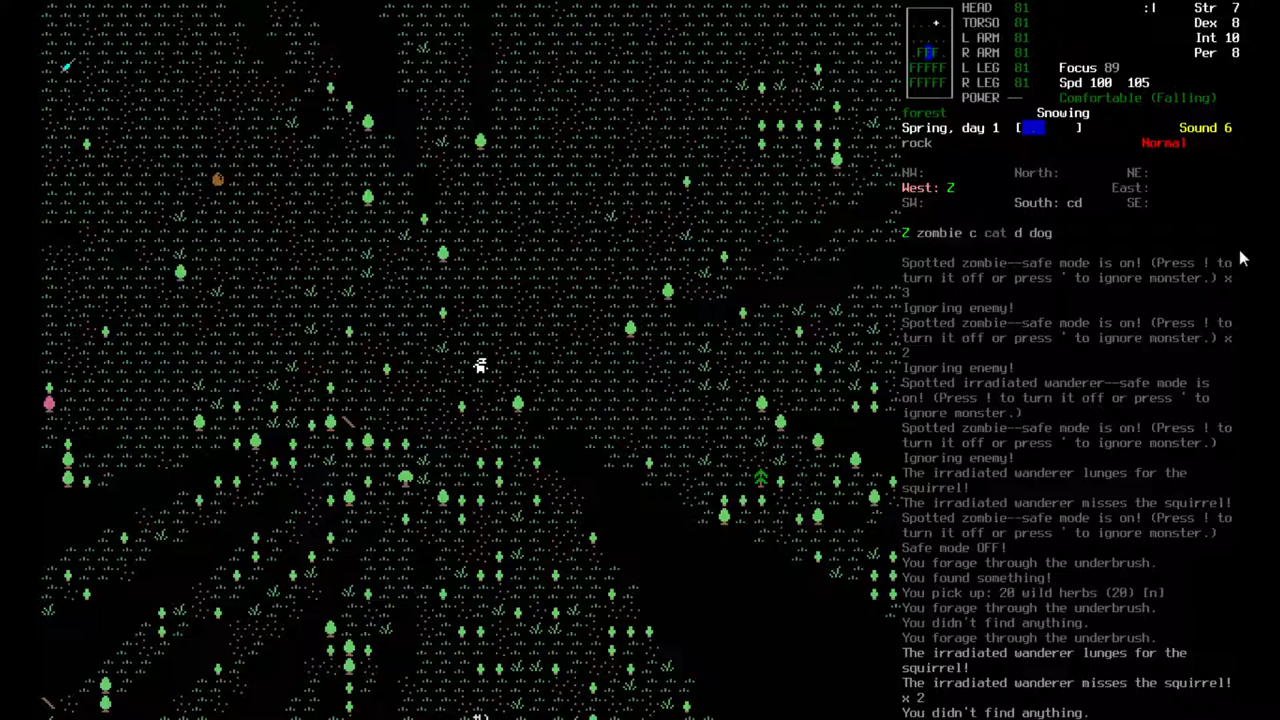 HEAD 81 :| Str 7
TORSO 81 Dex 8
L ARM 81 Int 10
R ARM 81 Per 8
L LEG 81 Focus 89
R LEG 81 Spd 100 105
POWER -- Comfortable (Falling)
forest Snowing
Spring, day 1 [ . ] Sound 6
rock Normal
NW: North: NE:
West: Z East:
SW: South: cd SE:
Z zombie c cat d dog
Spotted zombie--safe mode is on! (Press ! to
turn it off or press ' to ignore monster.) x
3
Ignoring enemy!
Spotted zombie--safe mode is on! (Press ! to
turn it off or press ' to ignore monster.) x
2
Ignoring enemy!
Spotted irradiated wanderer--safe mode is
on! (Press ! to turn it off or press ' to
ignore monster.)
Spotted zombie--safe mode is on! (Press ! to
turn it off or press ' to ignore monster.)
Ignoring enemy!
The irradiated wanderer lunges for the
squirrel!
The irradiated wanderer misses the squirrel!
Spotted zombie--safe mode is on! (Press ! to
turn it off or press ' to ignore monster.)
Safe mode OFF!
You forage through the underbrush.
You found something!
You pick up: 20 wild herbs (20) [n]
You forage through the underbrush.
You didn't find anything.
You forage through the underbrush.
The irradiated wanderer lunges for the
squirrel!
The irradiated wanderer misses the squirrel!
x 2
You didn't find anything.